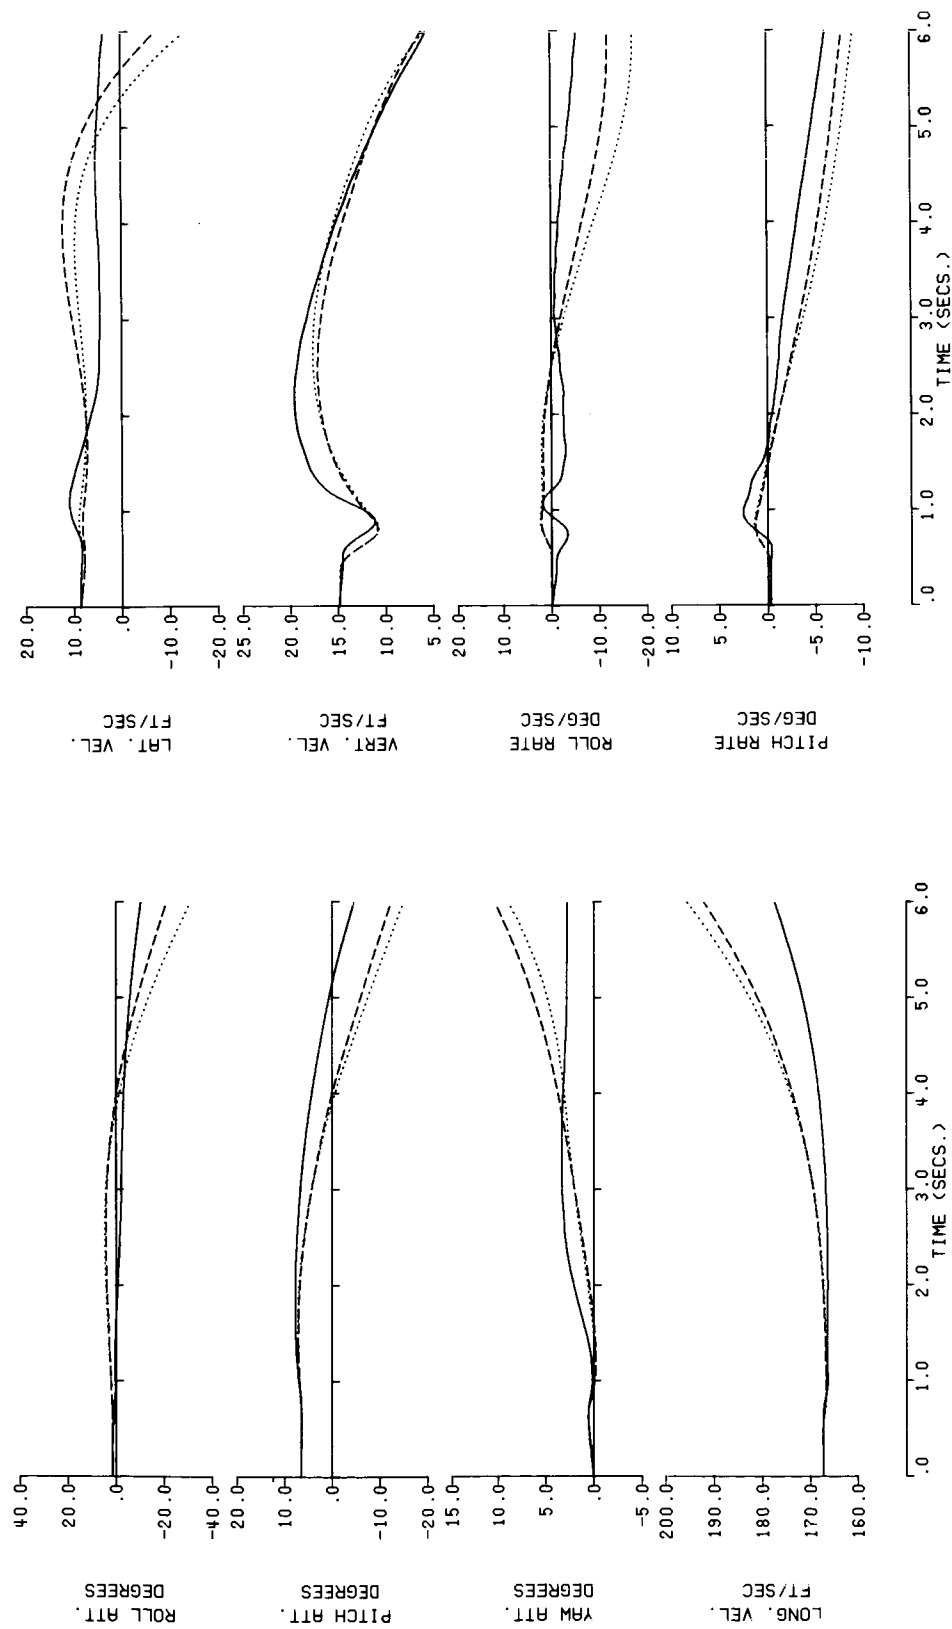 ROLL ATT.
DEGREES
40.0
20.0
.0
-20.0
-40.0
PITCH ATT.
DEGREES
20.0
10.0
.0
-10.0
-20.0
YAW ATT.
DEGREES
15.0
10.0
5.0
.0
-5.0
LONG. VEL.
FT/SEC
200.0
190.0
180.0
170.0
160.0
.0 1.0 2.0 3.0 4.0 5.0 6.0
TIME (SECS.)
LAT. VEL.
FT/SEC
20.0
10.0
.0
-10.0
-20.0
VERT. VEL.
FT/SEC
25.0
20.0
15.0
10.0
5.0
ROLL RATE
DEG/SEC
20.0
10.0
.0
-10.0
-20.0
PITCH RATE
DEG/SEC
10.0
5.0
.0
-5.0
-10.0
.0 1.0 2.0 3.0 4.0 5.0 6.0
TIME (SECS.)